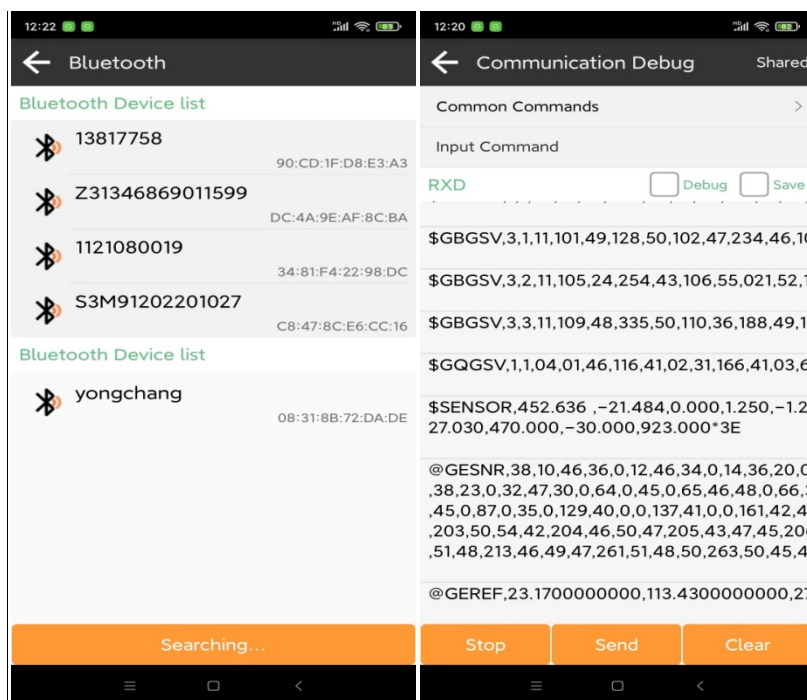 12:22
83
Bluetooth
Bluetooth Device list
13817758
90:CD:1F:D8:E3:A3
Z31346869011599
DC:4A:9E:AF:8C:BA
1121080019
34:81:F4:22:98:DC
S3M91202201027
C8:47:8C:E6:CC:16
Bluetooth Device list
yongchang
08:31:8B:72:DA:DE
Searching...
12:20
82
Communication Debug
Shared
Common Commands
Input Command
RXD
Debug
Save
$GBGSV,3,1,11,101,49,128,50,102,47,234,46,10
$GBGSV,3,2,11,105,24,254,43,106,55,021,52,1
$GBGSV,3,3,11,109,48,335,50,110,36,188,49,1
$GQGSV,1,1,04,01,46,116,41,02,31,166,41,03,6
$SENSOR,452.636 ,-21.484,0.000,1.250,-1.2
27.030,470.000,-30.000,923.000*3E
@GESNR,38,10,46,36,0,12,46,34,0,14,36,20,0
,38,23,0,32,47,30,0,64,0,45,0,65,46,48,0,66,
,45,0,87,0,35,0,129,40,0,0,137,41,0,0,161,42,4
,203,50,54,42,204,46,50,47,205,43,47,45,20
,51,48,213,46,49,47,261,51,48,50,263,50,45,4
@GEREF,23.1700000000,113.4300000000,27
Stop
Send
Clear